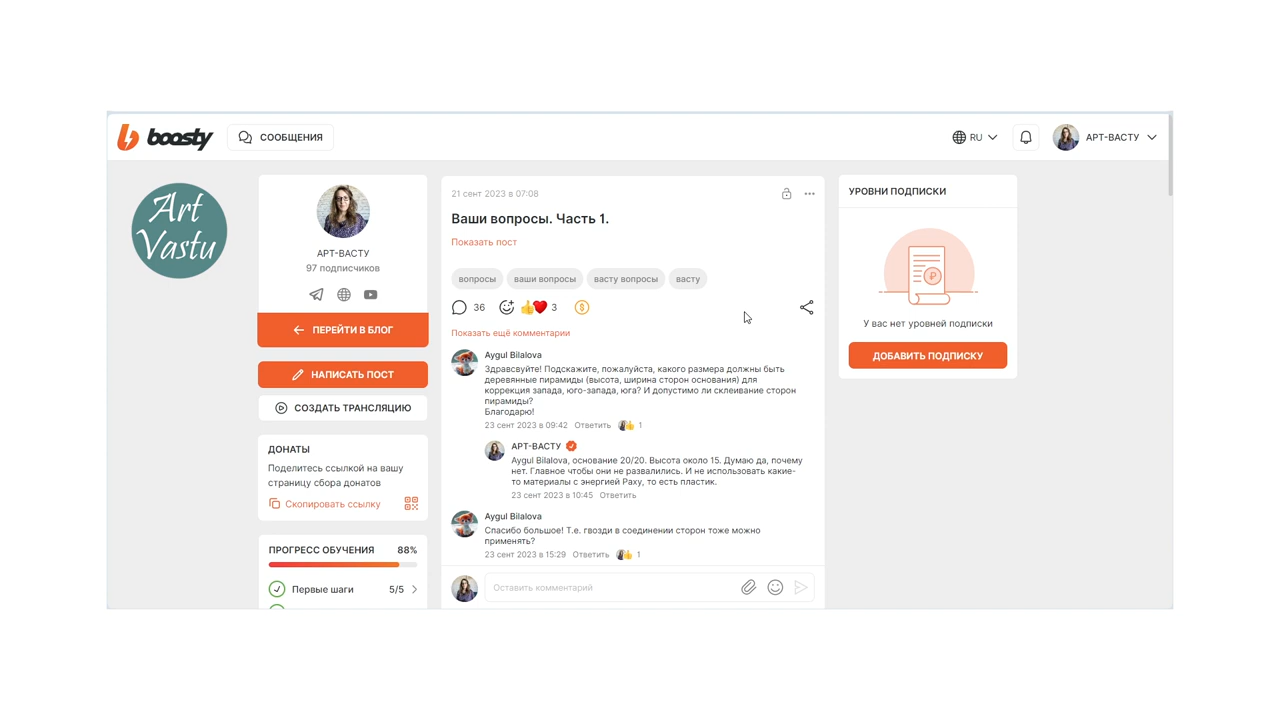 boosty
СООБЩЕНИЯ
RU
АРТ-ВАСТУ
Art
Vastu
АРТ-ВАСТУ
97 подписчиков
ПЕРЕЙТИ В БЛОГ
НАПИСАТЬ ПОСТ
СОЗДАТЬ ТРАНСЛЯЦИЮ
ДОНАТЫ
Поделитесь ссылкой на вашу
страницу сбора донатов
Скопировать ссылку
ПРОГРЕСС ОБУЧЕНИЯ 88%
Первые шаги 5/5
21 сент 2023 в 07:08
Ваши вопросы. Часть 1.
Показать пост
вопросы ваши вопросы васту вопросы васту
36 3
Показать ещё комментарии
Aygul Bilalova
Здравсвуйте! Подскажите, пожалуйста, какого размера должны быть
деревянные пирамиды (высота, ширина сторон основания) для
коррекция запада, юго-запада, юга? И допустимо ли склеивание сторон
пирамиды?
Благодарю!
23 сент 2023 в 09:42 Ответить 1
АРТ-ВАСТУ
Aygul Bilalova, основание 20/20. Высота около 15. Думаю да, почему
нет. Главное чтобы они не развалились. И не использовать какие-
то материалы с энергией Раху, то есть пластик.
23 сент 2023 в 10:45 Ответить
Aygul Bilalova
Спасибо большое! Т.е. гвозди в соединении сторон тоже можно
применять?
23 сент 2023 в 15:29 Ответить 1
Оставить комментарий
УРОВНИ ПОДПИСКИ
₽
У вас нет уровней подписки
ДОБАВИТЬ ПОДПИСКУ